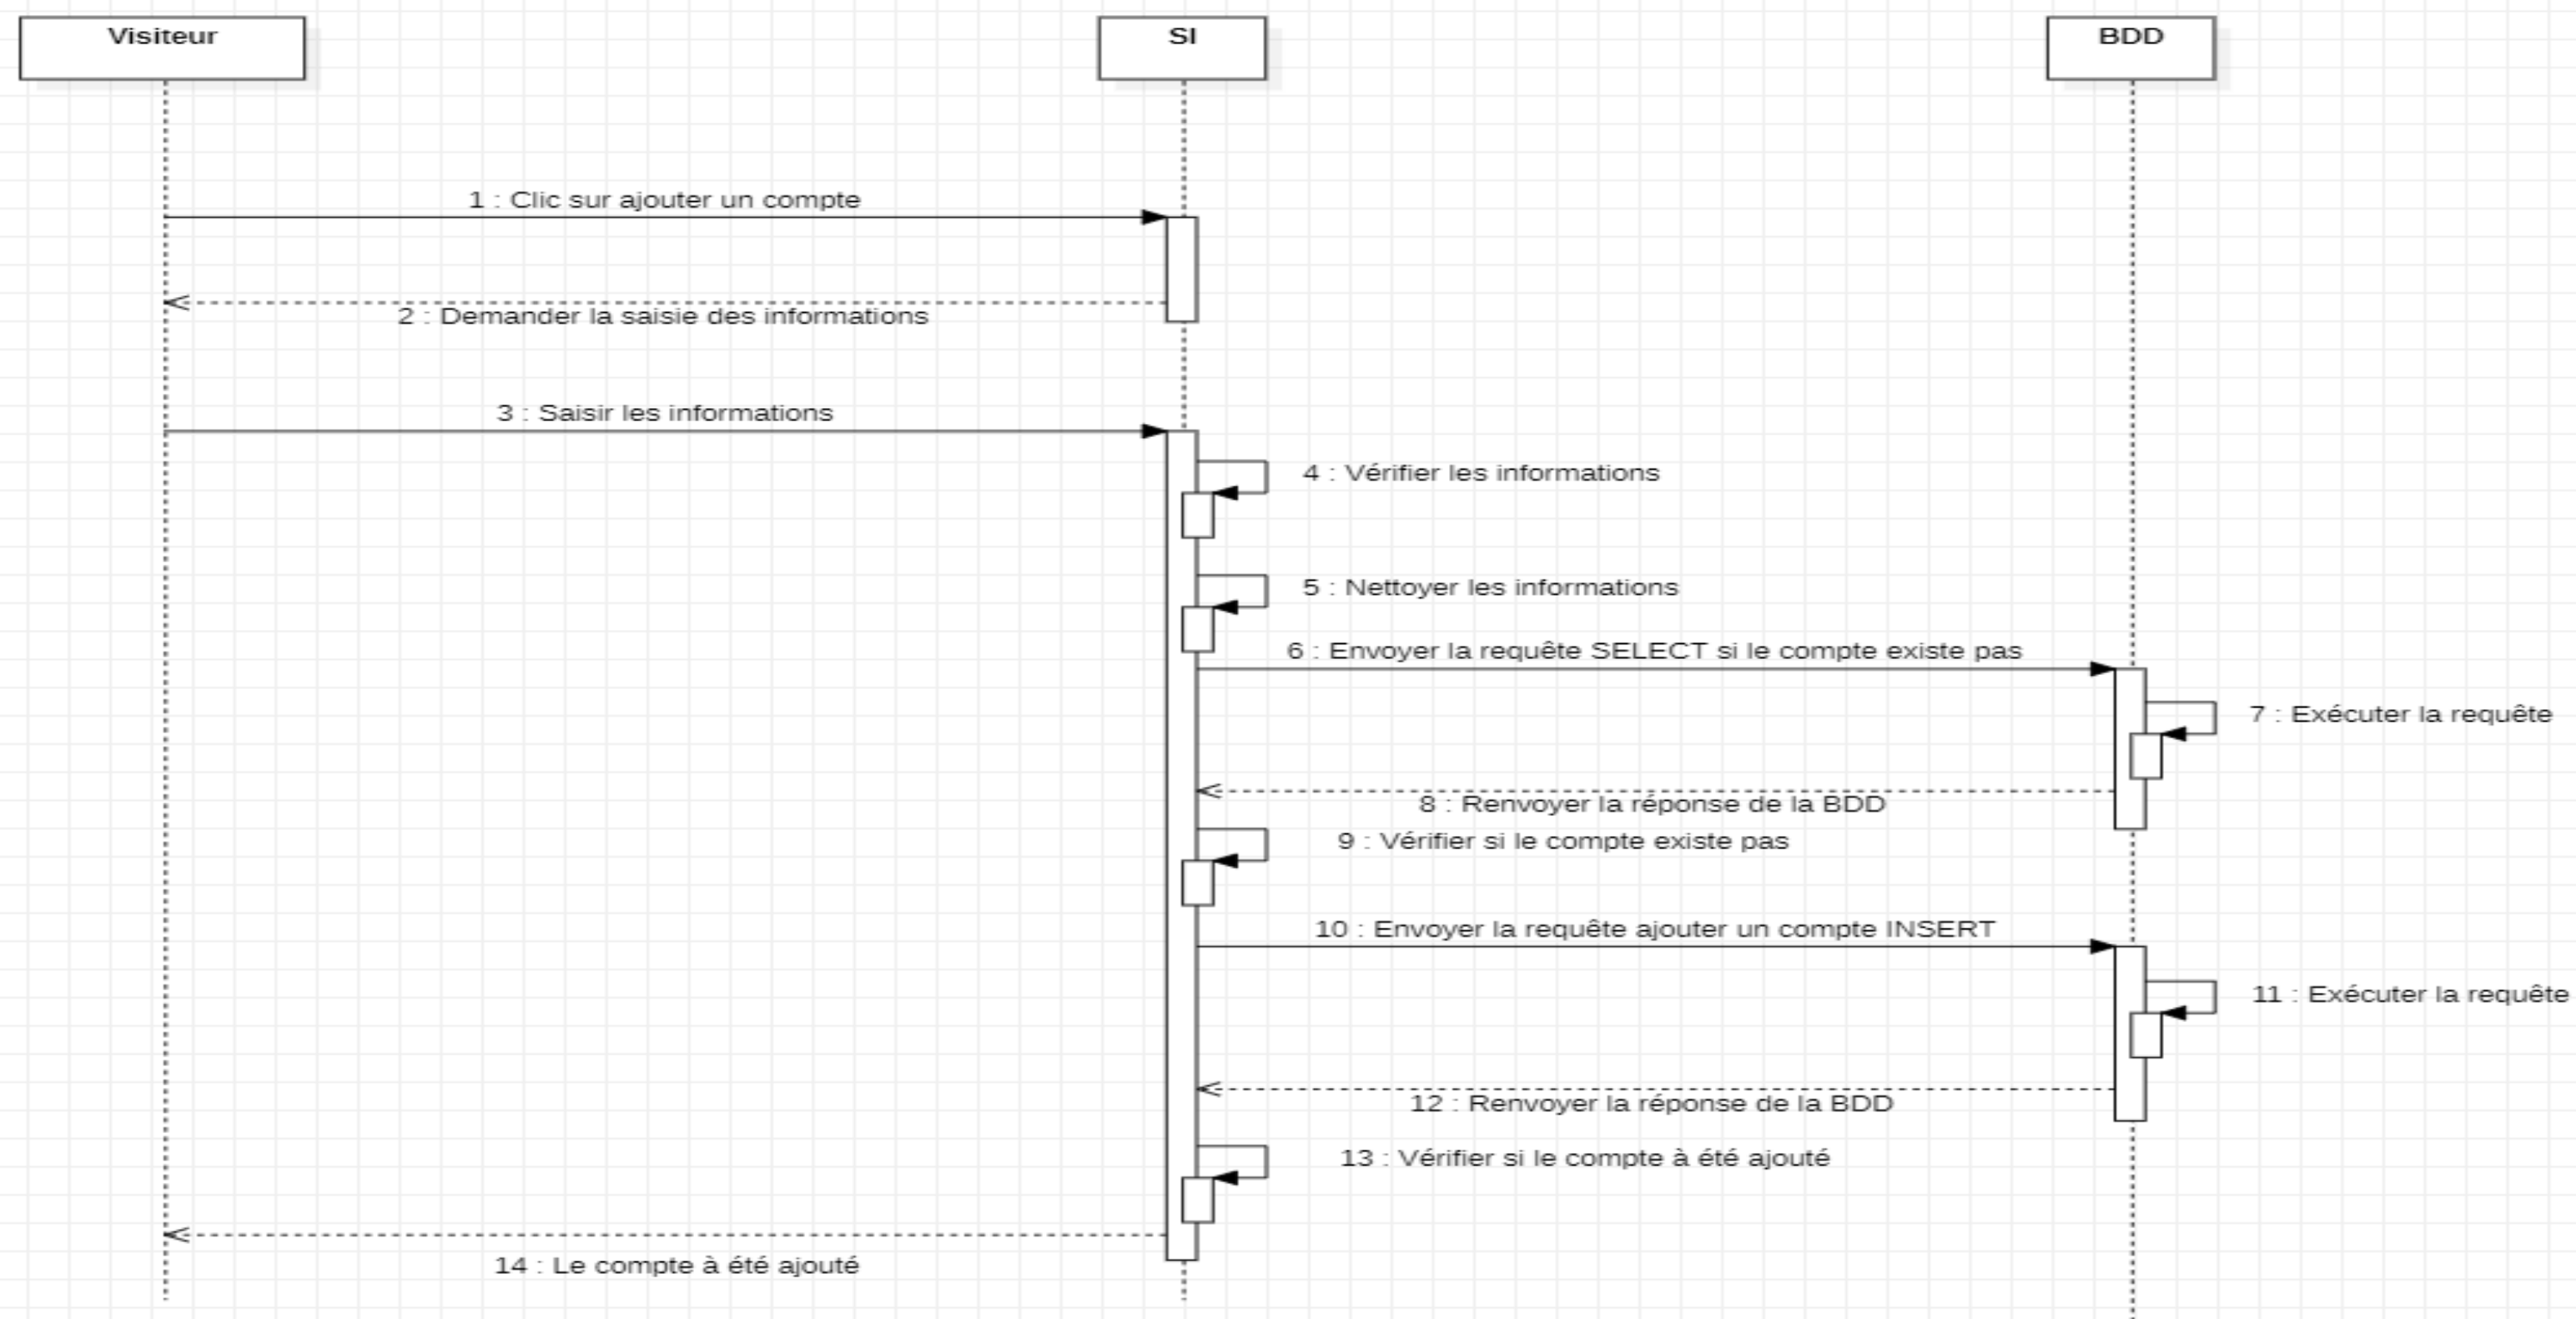 Visiteur
SI
BDD
1 : Clic sur ajouter un compte
2 : Demander la saisie des informations
3 : Saisir les informations
4 : Vérifier les informations
5 : Nettoyer les informations
6 : Envoyer la requête SELECT si le compte existe pas
7 : Exécuter la requête
8 : Renvoyer la réponse de la BDD
9 : Vérifier si le compte existe pas
10 : Envoyer la requête ajouter un compte INSERT
11 : Exécuter la requête
12 : Renvoyer la réponse de la BDD
13 : Vérifier si le compte à été ajouté
14 : Le compte à été ajouté